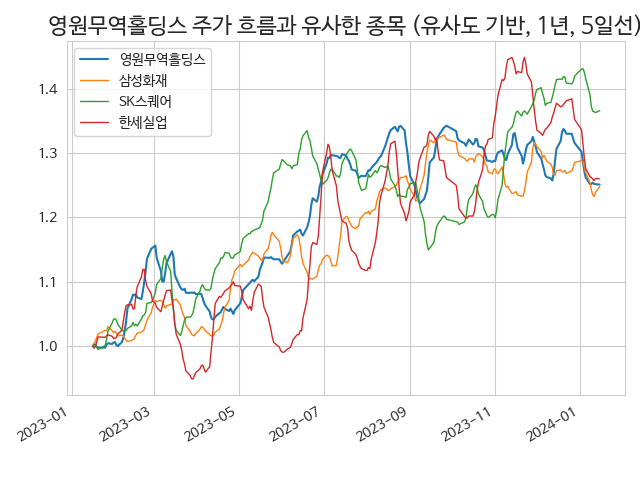 영원무역홀딩스 주가 흐름과 유사한 종목 (유사도 기반, 1년, 5일선)
영원무역홀딩스
삼성화재
SK스퀘어
한세실업
1.4
1.3
1.2
1.1
1.0
2023-01
2023-03
2023-05
2023-07
2023-09
2023-11
2024-01